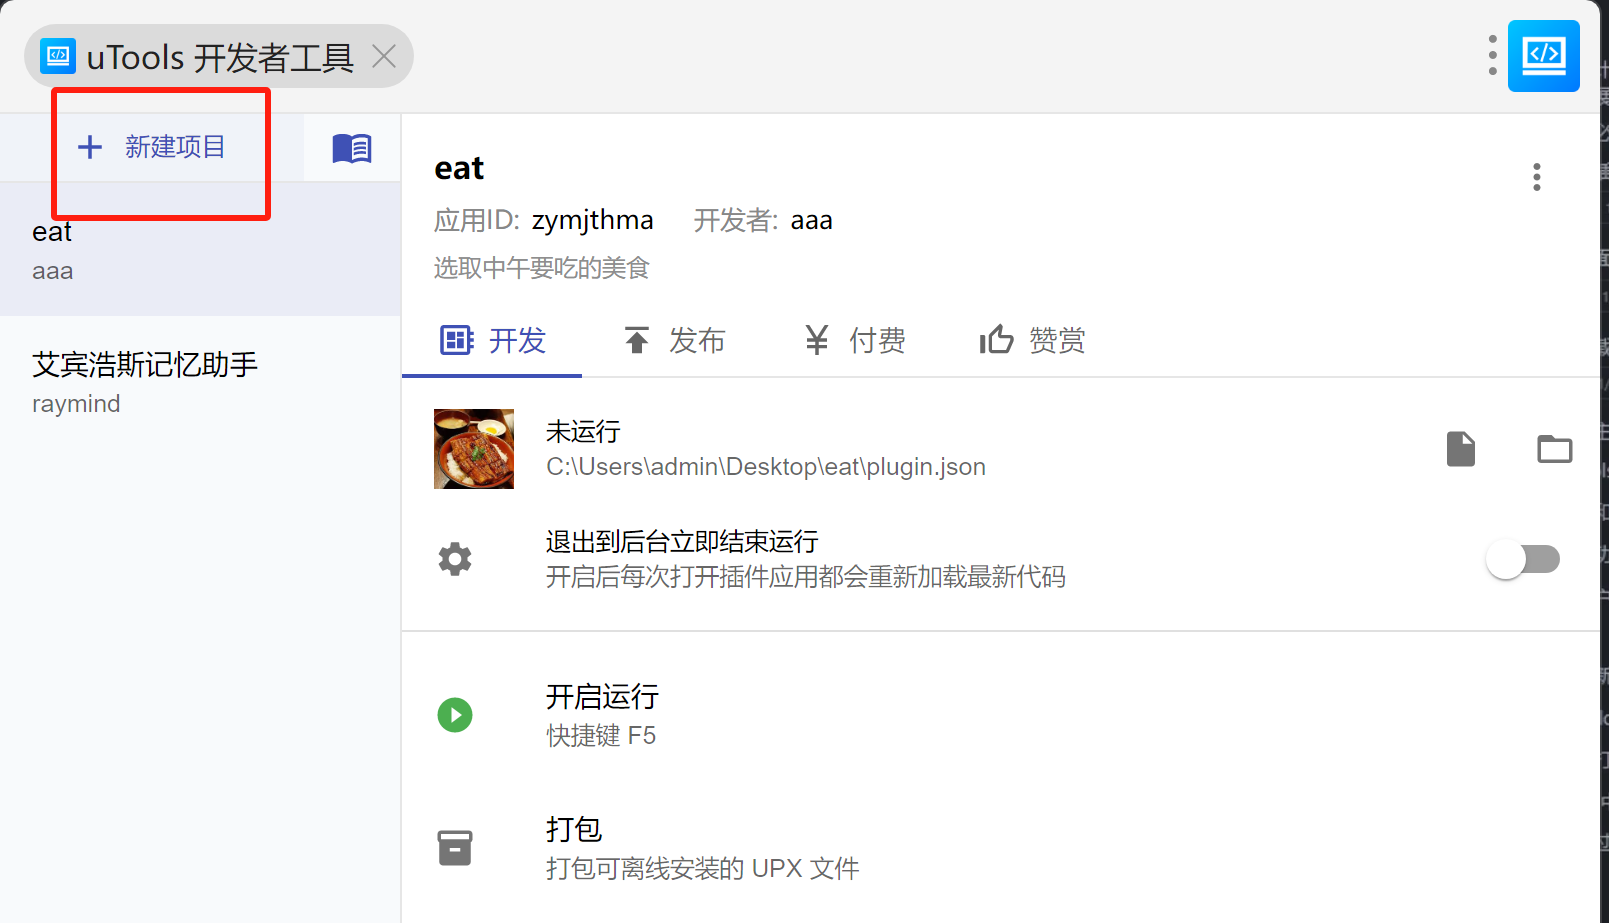 uTools 开发者工具
新建项目
eat
aaa
艾宾浩斯记忆助手
raymind
eat
应用ID: zymjthma 开发者: aaa
选取中午要吃的美食
开发 发布 付费 赞赏
未运行
C:\Users\admin\Desktop\eat\plugin.json
退出到后台立即结束运行
开启后每次打开插件应用都会重新加载最新代码
开启运行
快捷键 F5
打包
打包可离线安装的 UPX 文件